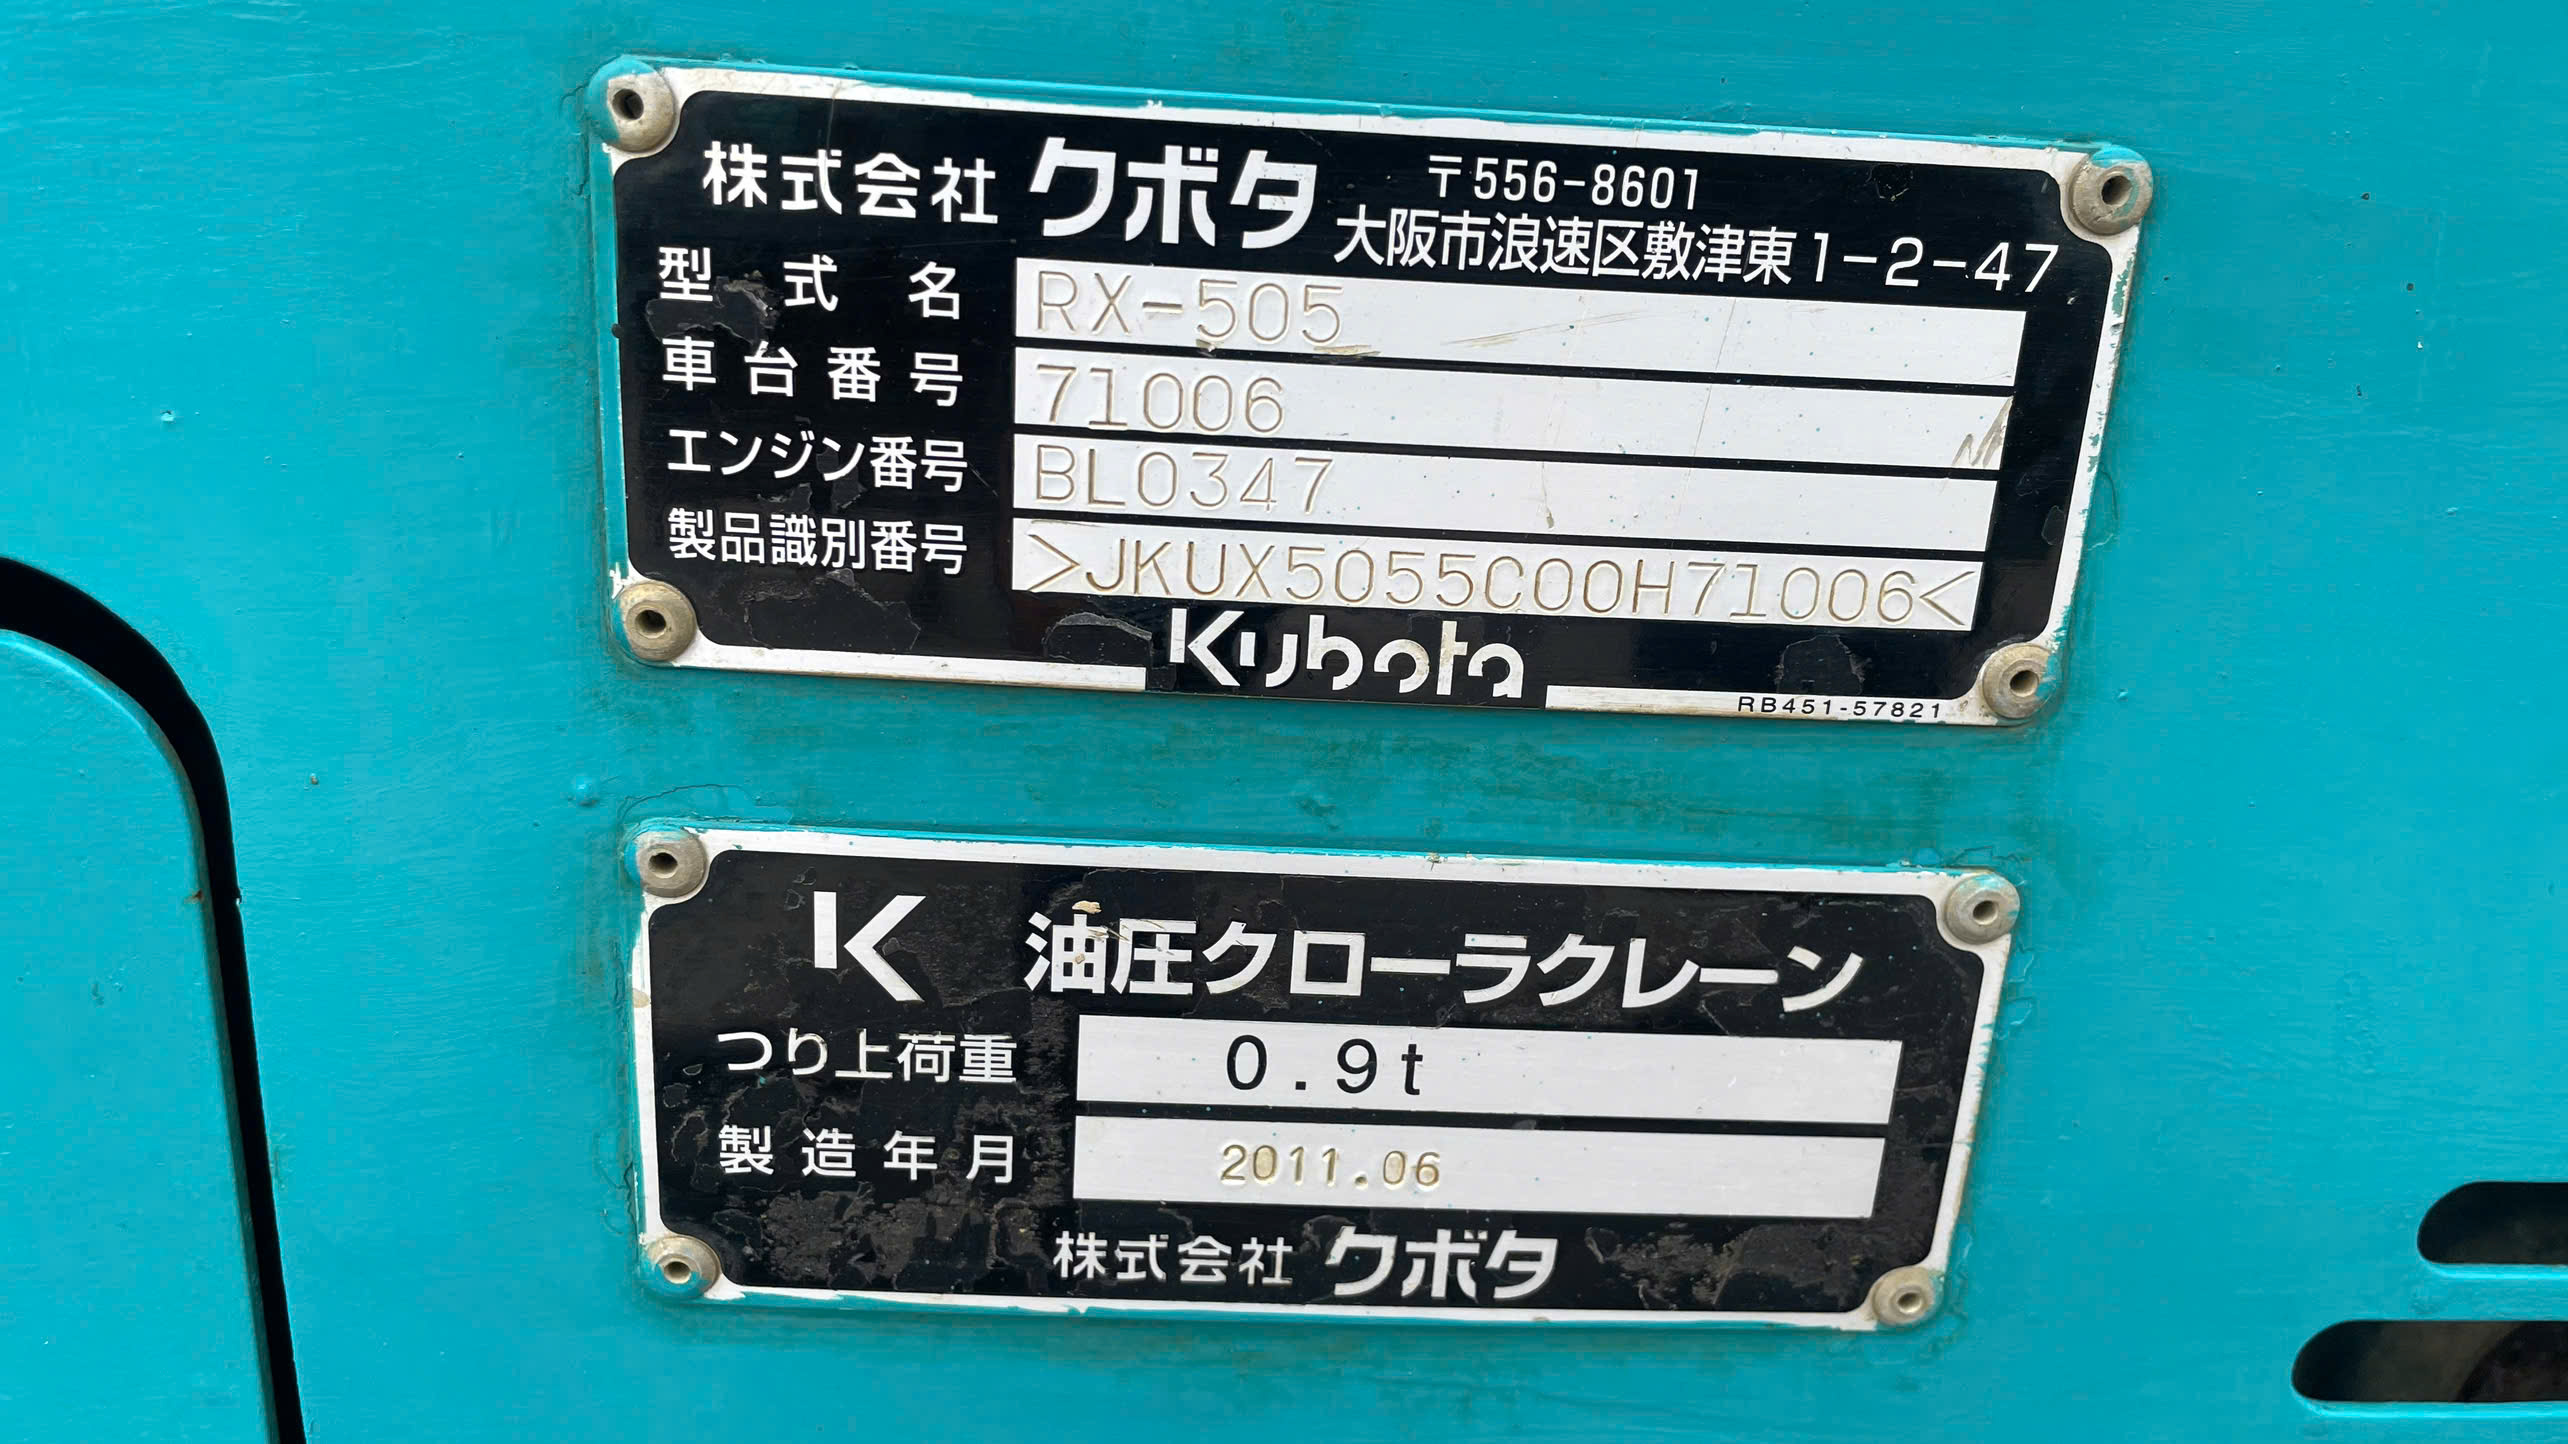 株式会社 クボタ 〒556-8601
大阪市浪速区敷津東1-2-47
型式名 RX-505
車台番号 71006
エンジン番号 BL0347
製品識別番号 >JKUX5055C00H71006<
Kubota
RB451-57821
K 油圧クローラクレーン
つり上荷重 0.9t
製造年月 2011.06
株式会社 クボタ